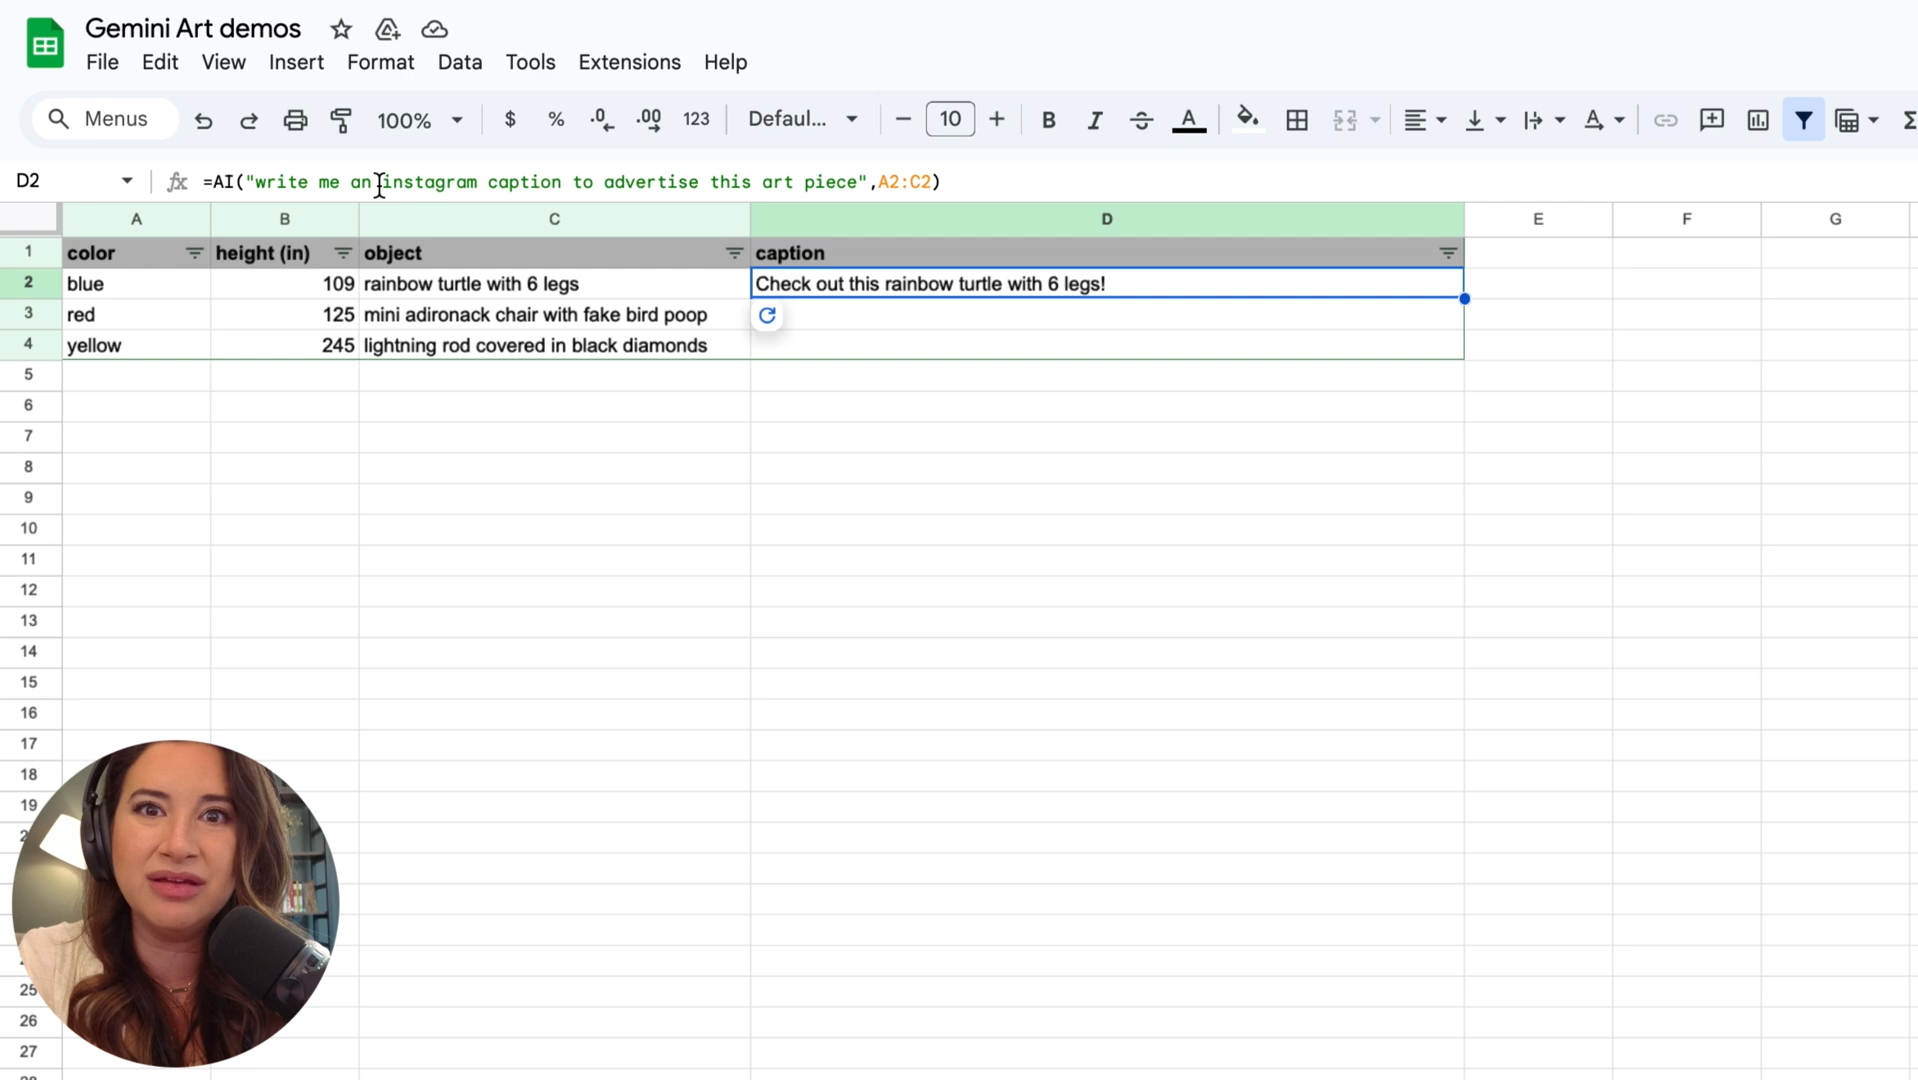 Gemini Art demos
File Edit View Insert Format Data Tools Extensions Help
Menus 100% $ % .0 .00 123 Defaul... 10 B I S A A Σ
D2 fx =AI("write me an instagram caption to advertise this art piece",A2:C2)
A B C D E F G
1 color height (in) object caption
2 blue 109 rainbow turtle with 6 legs Check out this rainbow turtle with 6 legs!
3 red 125 mini adironack chair with fake bird poop
4 yellow 245 lightning rod covered in black diamonds
5
6
7
8
9
10
11
12
13
14
15
16
17
18
19
25
26
27